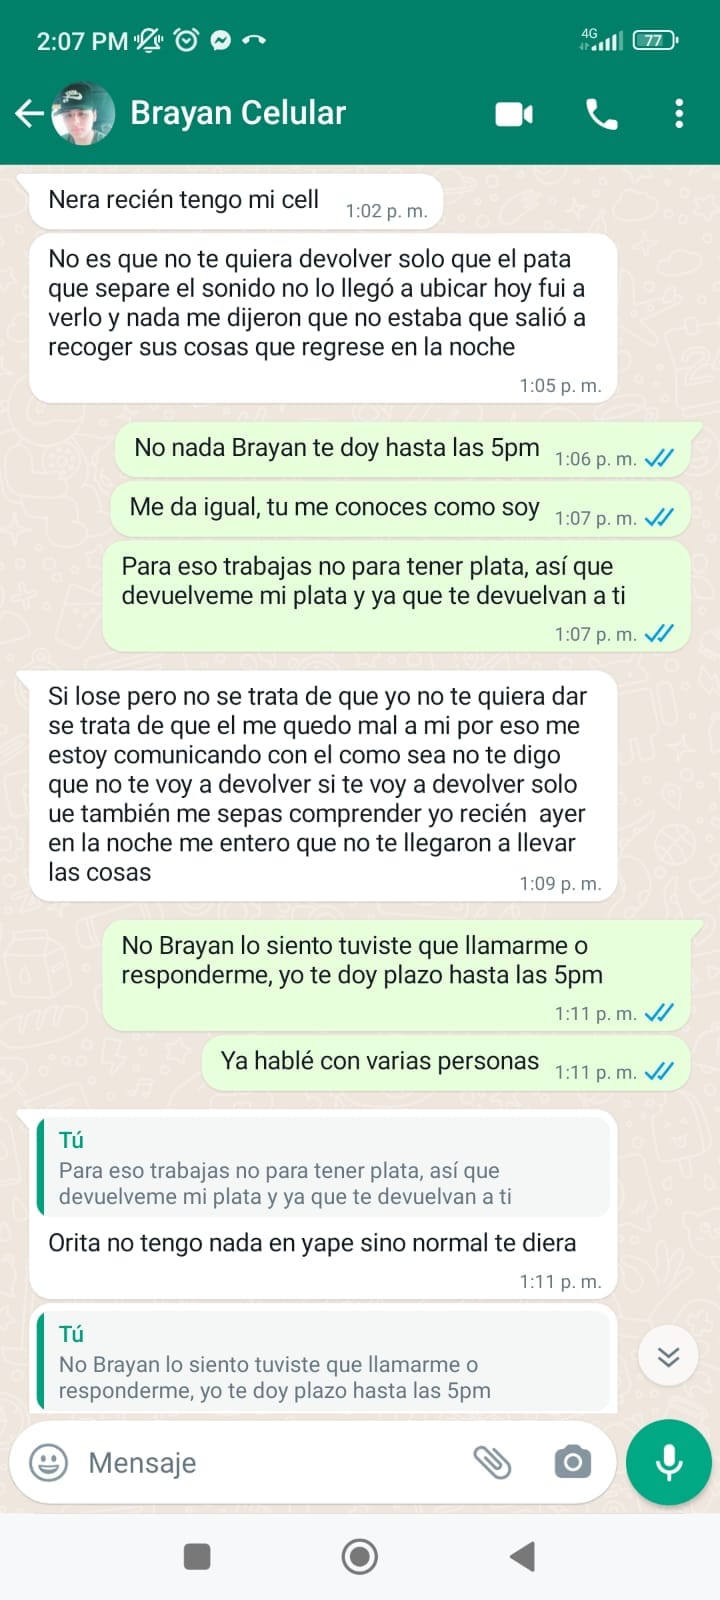 2:07 PM
4G
77
Brayan Celular
Nera recién tengo mi cell
1:02 p. m.
No es que no te quiera devolver solo que el pata
que separe el sonido no lo llegó a ubicar hoy fui a
verlo y nada me dijeron que no estaba que salió a
recoger sus cosas que regrese en la noche
1:05 p. m.
No nada Brayan te doy hasta las 5pm
1:06 p. m.
Me da igual, tu me conoces como soy
1:07 p. m.
Para eso trabajas no para tener plata, así que
devuelveme mi plata y ya que te devuelvan a ti
1:07 p. m.
Si lose pero no se trata de que yo no te quiera dar
se trata de que el me quedo mal a mi por eso me
estoy comunicando con el como sea no te digo
que no te voy a devolver si te voy a devolver solo
ue también me sepas comprender yo recién  ayer
en la noche me entero que no te llegaron a llevar
las cosas
1:09 p. m.
No Brayan lo siento tuviste que llamarme o
responderme, yo te doy plazo hasta las 5pm
1:11 p. m.
Ya hablé con varias personas
1:11 p. m.
Tú
Para eso trabajas no para tener plata, así que
devuelveme mi plata y ya que te devuelvan a ti
Orita no tengo nada en yape sino normal te diera
1:11 p. m.
Tú
No Brayan lo siento tuviste que llamarme o
responderme, yo te doy plazo hasta las 5pm
Mensaje